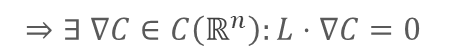 ⇒ ∃ ∇C ∈ C(ℝⁿ): L · ∇C = 0